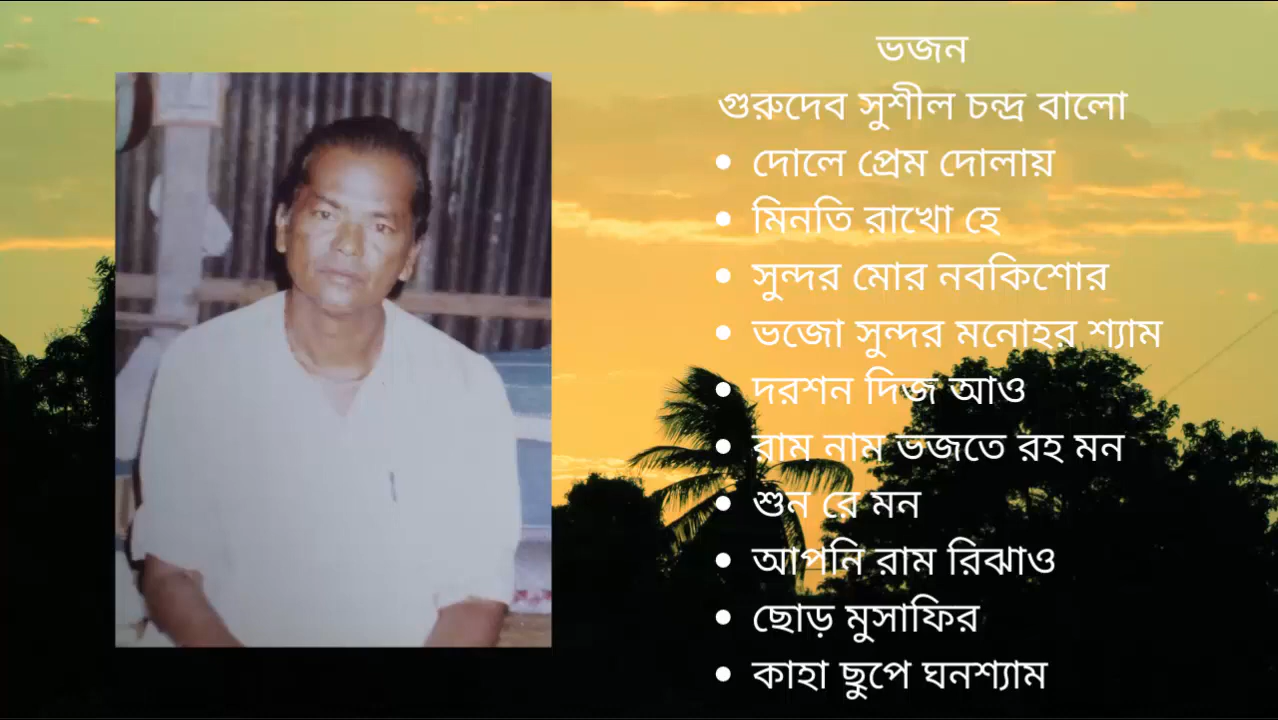 ভজন
গুরুদেব সুশীল চন্দ্র বালো
• দোলে প্রেম দোলায়
• মিনতি রাখো হে
• সুন্দর মোর নবকিশোর
• ভজো সুন্দর মনোহর শ্যাম
• দরশন দিজ আও
• রাম নাম ভজতে রহ মন
• শুন রে মন
• আপনি রাম রিঝাও
• ছোড় মুসাফির
• কাহা ছুপে ঘনশ্যাম